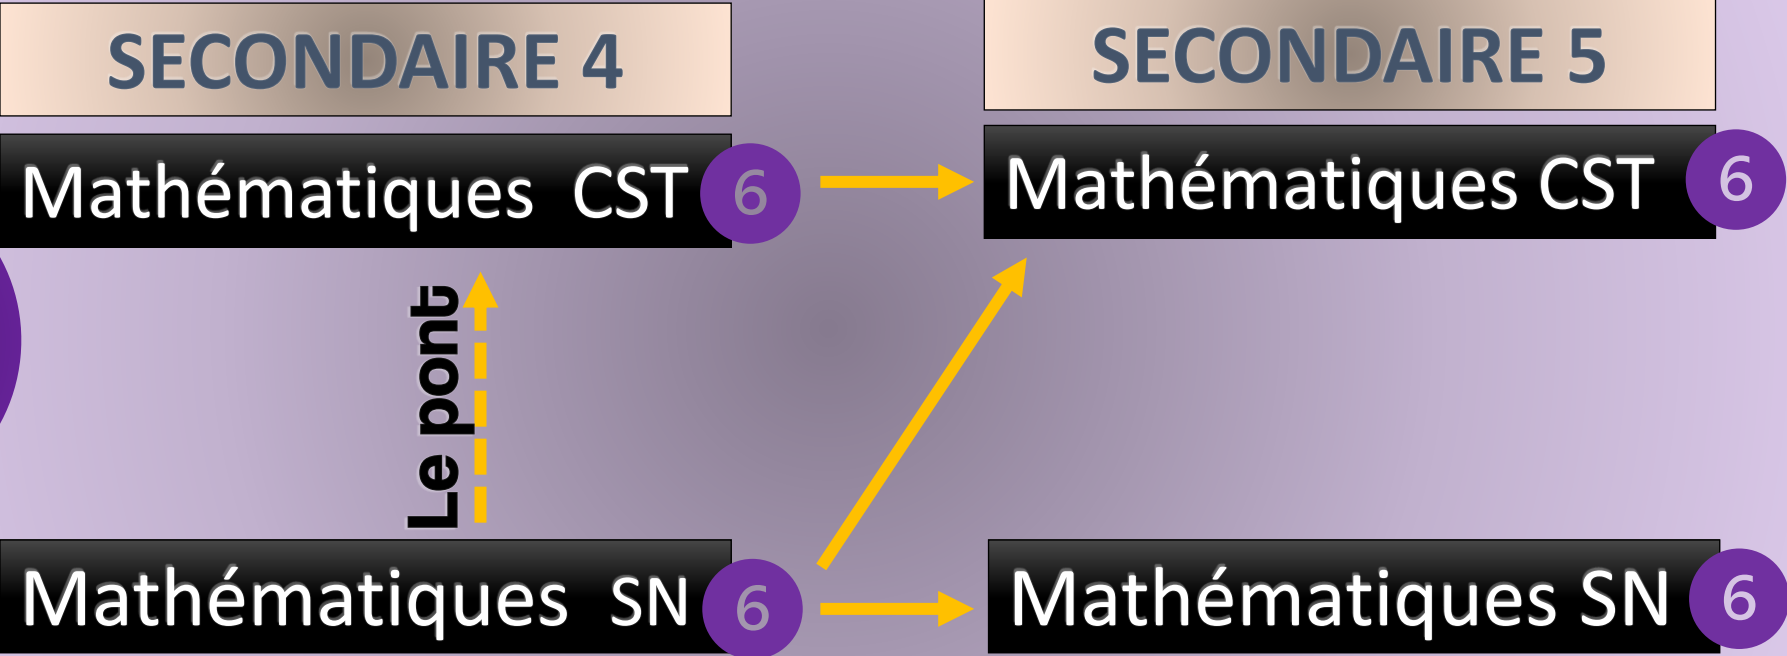 SECONDAIRE 4
SECONDAIRE 5
Mathématiques CST 6
Mathématiques CST 6
Le pont
Mathématiques SN 6
Mathématiques SN 6